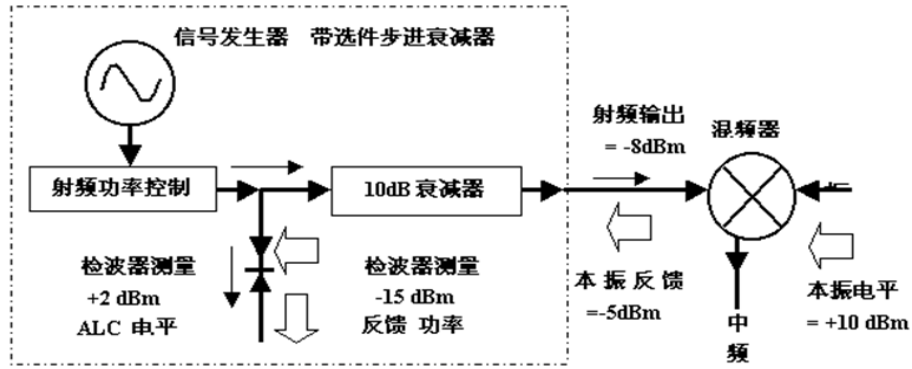 信号发生器 带选件步进衰减器
射频输出
= -8dBm
混频器
射频功率控制
10dB 衰减器
检波器测量
+2 dBm
ALC 电平
检波器测量
-15 dBm
反馈 功率
本振反馈
=-5dBm
本振电平
= +10 dBm
中
频